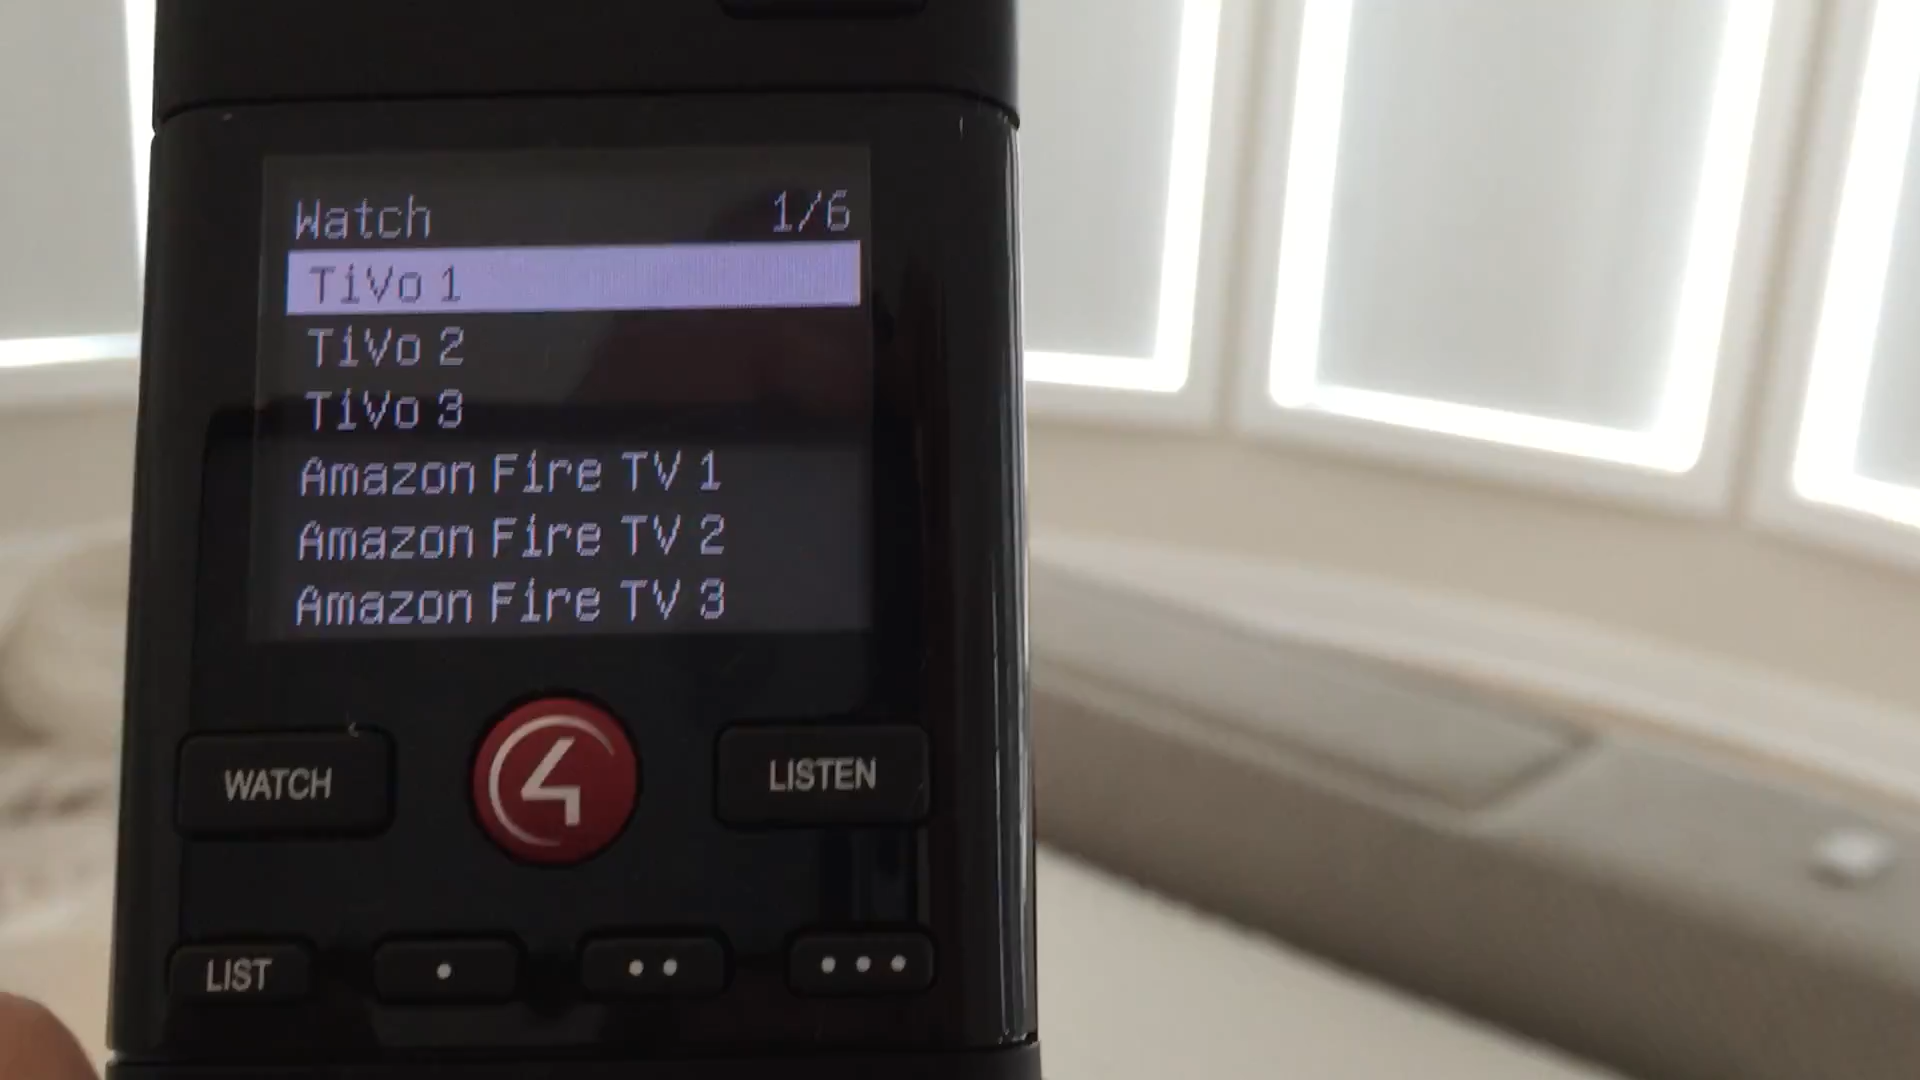 Watch 1/6
TiVo 1
TiVo 2
TiVo 3
Amazon Fire TV 1
Amazon Fire TV 2
Amazon Fire TV 3
WATCH 4 LISTEN
LIST • •• •••